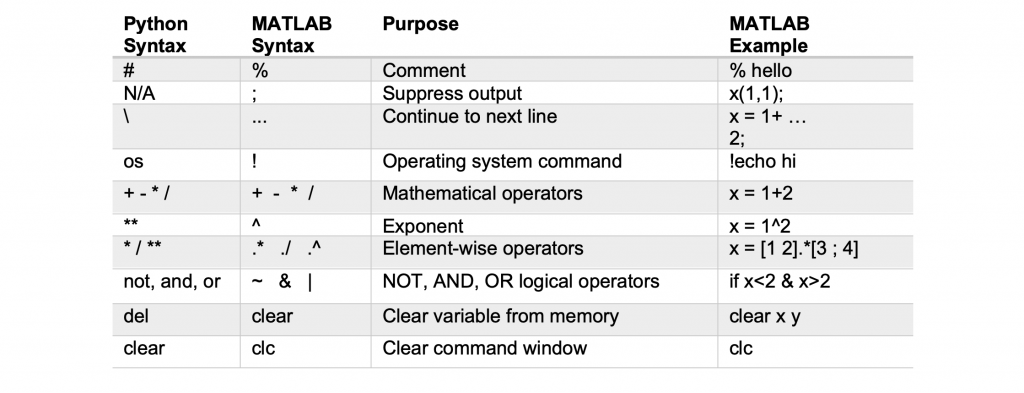 Python Syntax MATLAB Syntax Purpose MATLAB Example
# % Comment % hello
N/A ; Suppress output x(1,1);
\ ... Continue to next line x = 1+ …
2;
os ! Operating system command !echo hi
+ - * / + - * / Mathematical operators x = 1+2
** ^ Exponent x = 1^2
* / ** .* ./ .^ Element-wise operators x = [1 2].*[3 ; 4]
not, and, or ~ & | NOT, AND, OR logical operators if x<2 & x>2
del clear Clear variable from memory clear x y
clear clc Clear command window clc